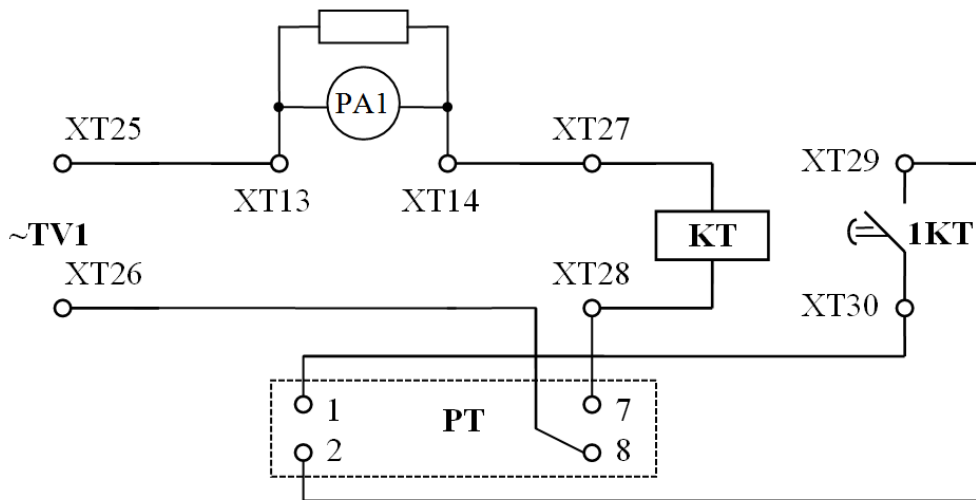 PA1
XT25
XT27
XT29
XT13
XT14
~TV1
KT
1KT
XT26
XT28
XT30
1
PT
7
2
8